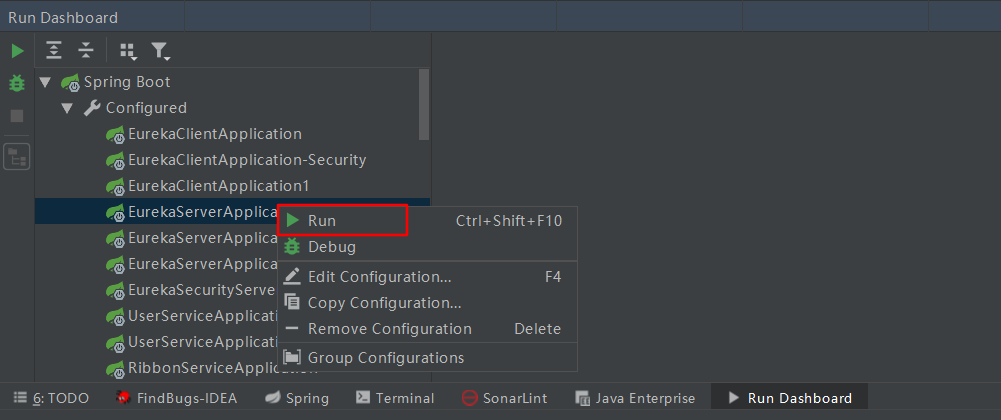 Run Dashboard
Spring Boot
Configured
EurekaClientApplication
EurekaClientApplication-Security
EurekaClientApplication1
EurekaServerApplica
Run Ctrl+Shift+F10
EurekaServerApplica
Debug
EurekaServerApplica
Edit Configuration... F4
EurekaSecurityServe
Copy Configuration...
UserServiceApplicati
Remove Configuration Delete
UserServiceApplicati
Group Configurations
RibbonServiceApplication
6: TODO FindBugs-IDEA Spring Terminal SonarLint Java Enterprise Run Dashboard